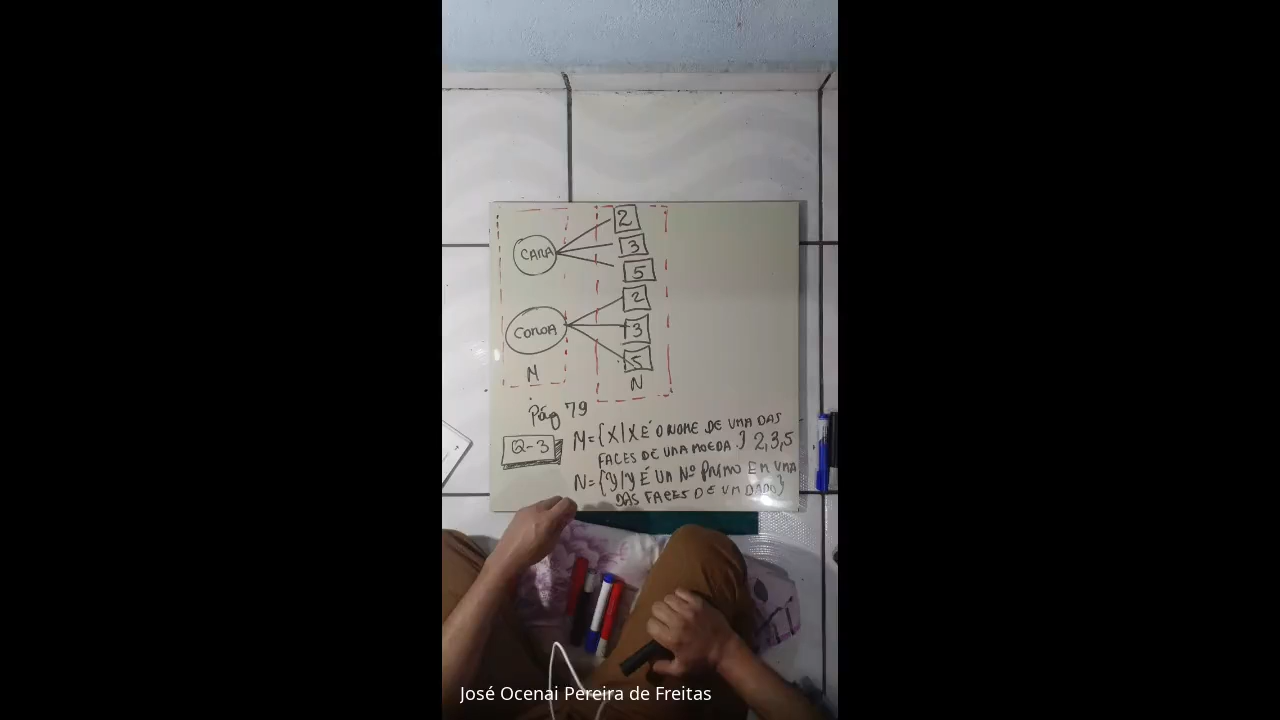 2
CARA
3
5
2
COROA
3
5
M
N
Pág 79
Q-3
M={X|X É O NOME DE UMA DAS
FACES DE UMA MOEDA.} 2,3,5
N={Y|Y É UM Nº PRIMO EM UMA
DAS FACES DE UM DADO}
José Ocenai Pereira de Freitas